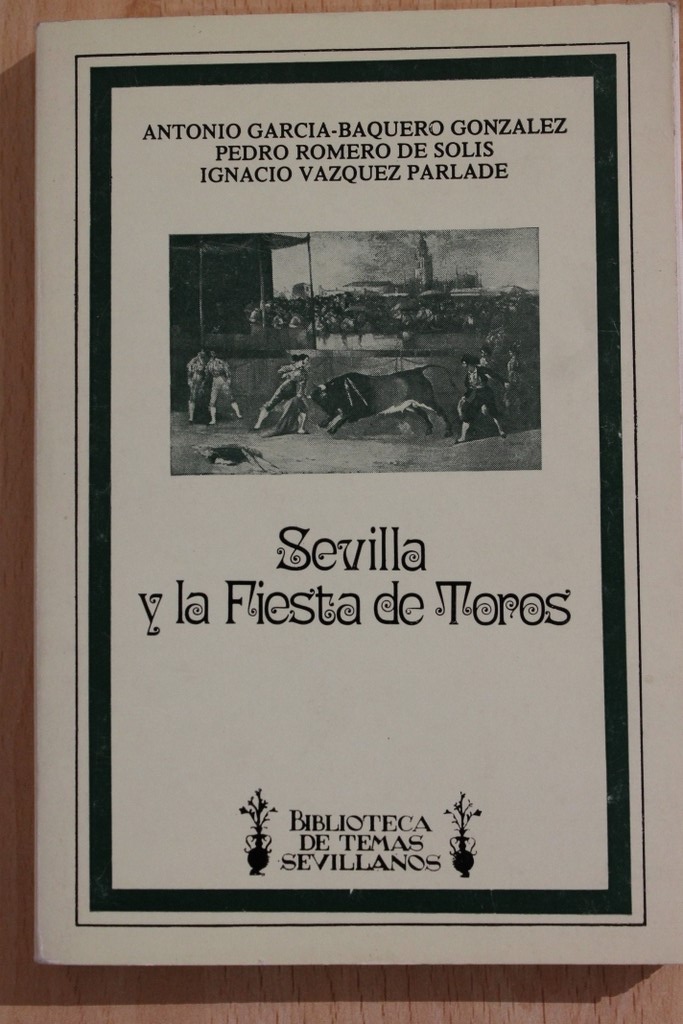 ANTONIO GARCIA-BAQUERO GONZALEZ
PEDRO ROMERO DE SOLIS
IGNACIO VAZQUEZ PARLADE
Sevilla
y la Fiesta de Toros
BIBLIOTECA
DE TEMAS
SEVILLANOS